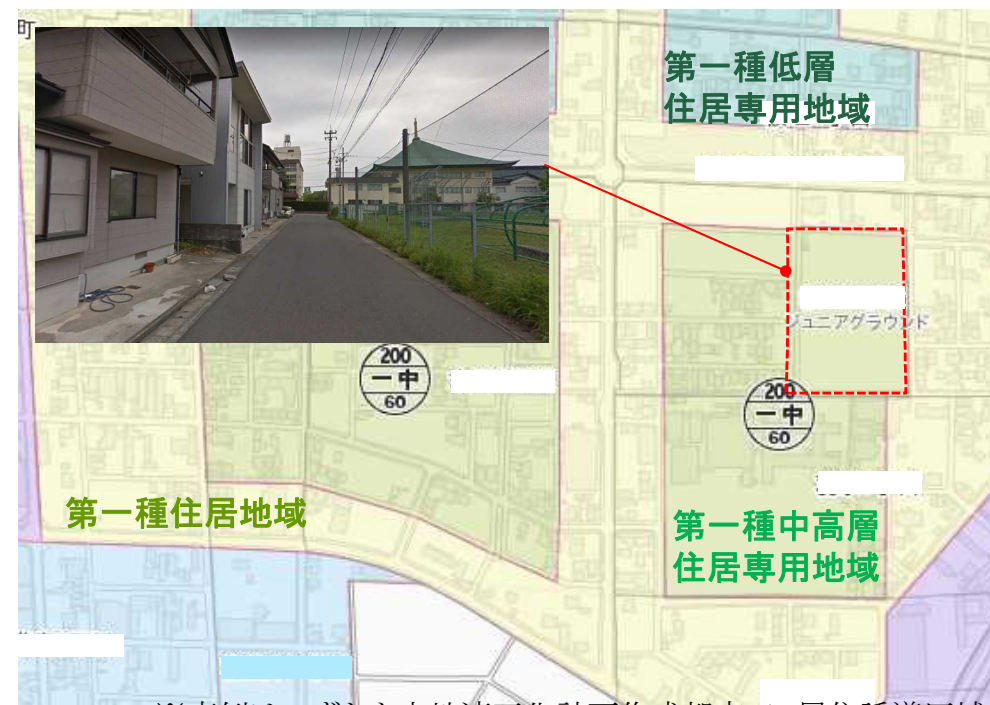 町
第一種低層
住居専用地域
ジュニアグラウンド
200
一中
60
200
一中
60
第一種住居地域
第一種中高層
住居専用地域